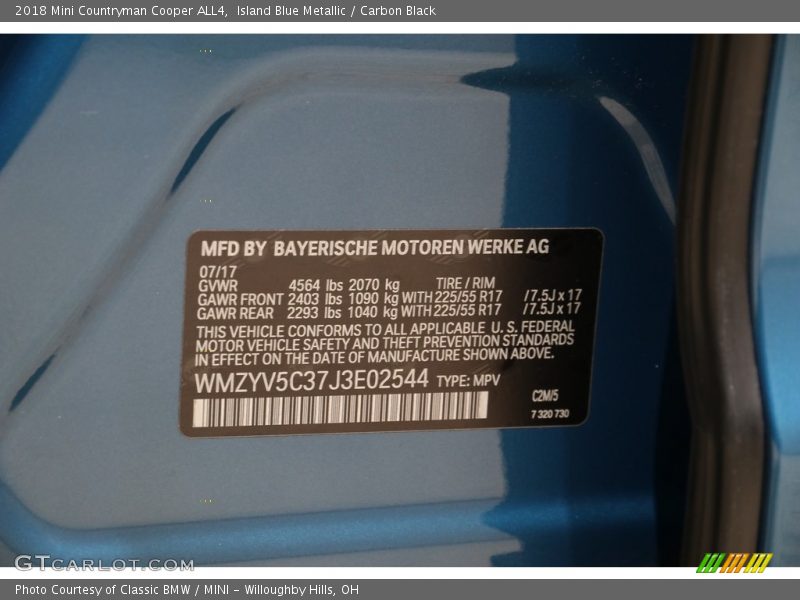 2018 Mini Countryman Cooper ALL4,  Island Blue Metallic / Carbon Black
MFD BY BAYERISCHE MOTOREN WERKE AG
07/17
GVWR 4564 lbs 2070 kg TIRE / RIM
GAWR FRONT 2403 lbs 1090 kg WITH 225/55 R17 / 7.5J x 17
GAWR REAR 2293 lbs 1040 kg WITH 225/55 R17 / 7.5J x 17
THIS VEHICLE CONFORMS TO ALL APPLICABLE U. S. FEDERAL
MOTOR VEHICLE SAFETY AND THEFT PREVENTION STANDARDS
IN EFFECT ON THE DATE OF MANUFACTURE SHOWN ABOVE.
WMZYV5C37J3E02544 TYPE: MPV
C2M/5
7 320 730
GTCARLOT.COM
Photo Courtesy of Classic BMW / MINI - Willoughby Hills, OH